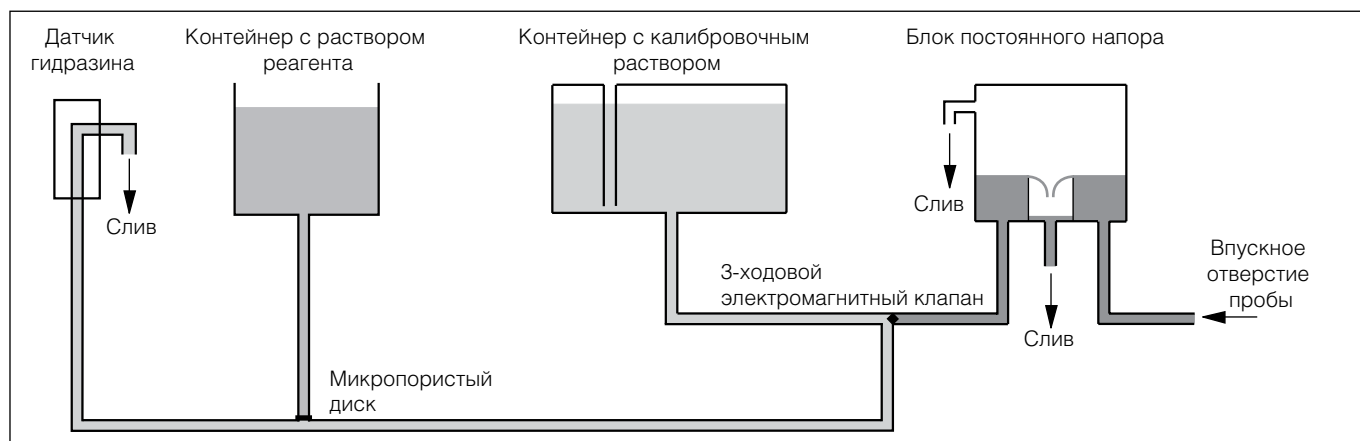 Датчик
гидразина
Контейнер с раствором
реагента
Контейнер с калибровочным
раствором
Блок постоянного напора
Слив
Слив
Впускное
отверстие
пробы
3-ходовой
электромагнитный клапан
Слив
Микропористый
диск